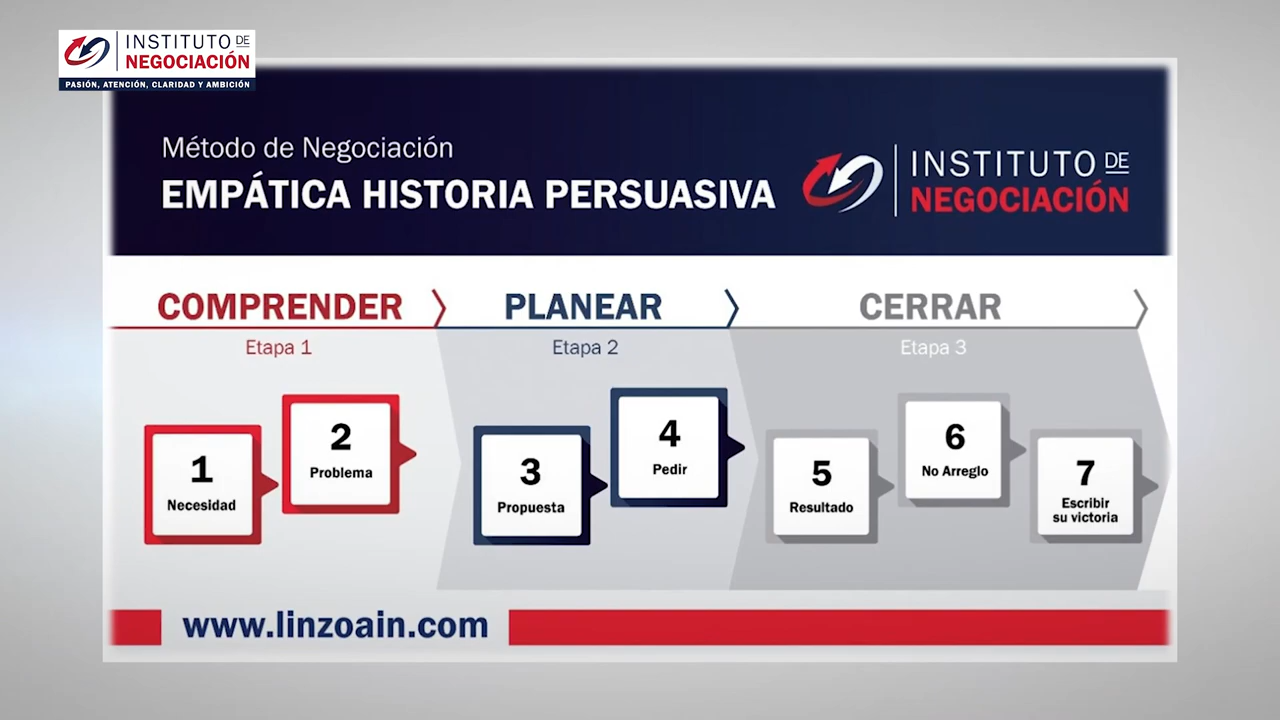 INSTITUTO DE
NEGOCIACIÓN
PASIÓN, ATENCIÓN, CLARIDAD Y AMBICIÓN
Método de Negociación
EMPÁTICA HISTORIA PERSUASIVA
INSTITUTO DE
NEGOCIACIÓN
COMPRENDER
PLANEAR
CERRAR
Etapa 1
Etapa 2
Etapa 3
1
Necesidad
2
Problema
3
Propuesta
4
Pedir
5
Resultado
6
No Arreglo
7
Escribir
su victoria
www.linzoain.com